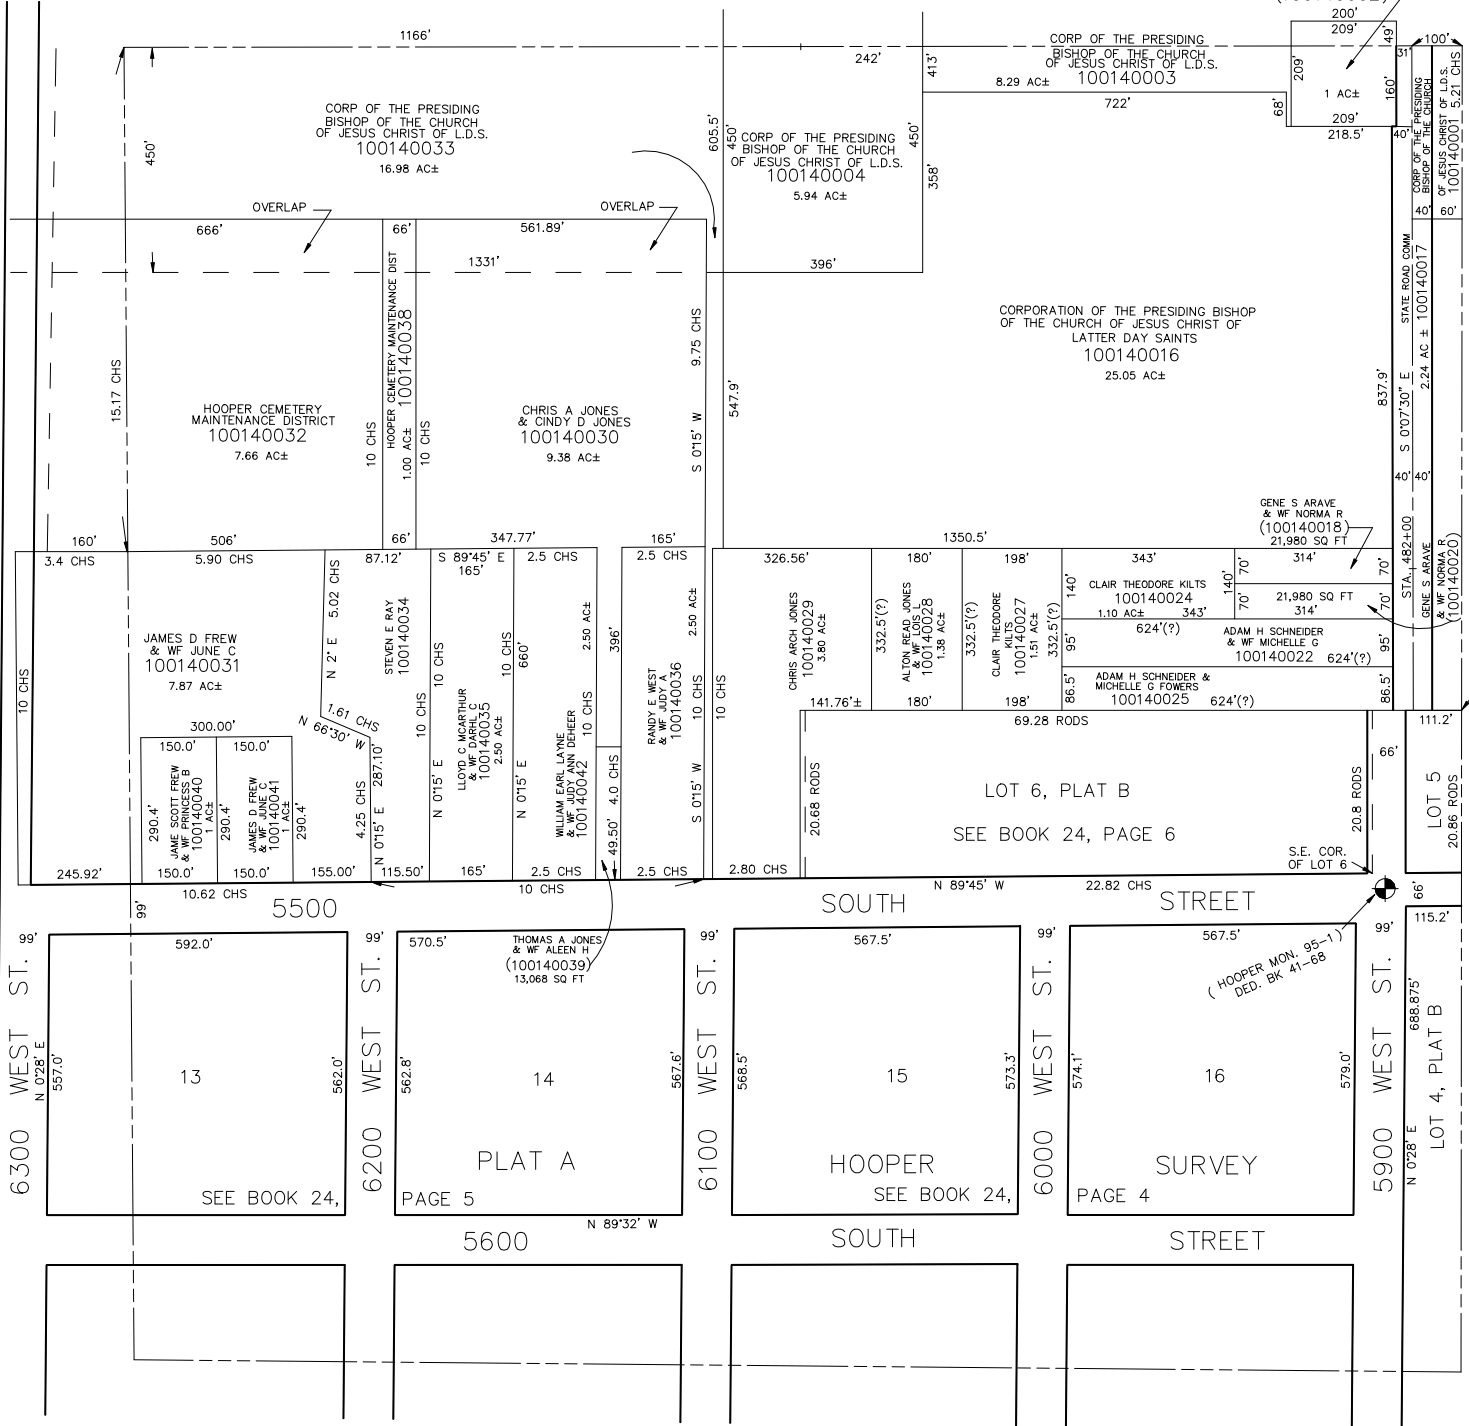 200'
1166'
209'
49'
100'
CORP OF THE PRESIDING
BISHOP OF THE CHURCH
OF JESUS CHRIST OF L.D.S.
8.29 AC±
100140003
242'
413'
31'
209'
160'
1 AC±
722'
68'
209'
218.5'
40'
CORP OF THE PRESIDING
BISHOP OF THE CHURCH
OF JESUS CHRIST OF L.D.S.
100140001 5.21 CHS
40'
60'
CORP OF THE PRESIDING
BISHOP OF THE CHURCH
OF JESUS CHRIST OF L.D.S.
100140033
16.98 AC±
450'
605.5'
450'
CORP OF THE PRESIDING
BISHOP OF THE CHURCH
OF JESUS CHRIST OF L.D.S.
100140004
5.94 AC±
450'
358'
OVERLAP
OVERLAP
666'
66'
561.89'
1331'
396'
15.17 CHS
HOOPER CEMETERY
MAINTENANCE DISTRICT
100140032
7.66 AC±
10 CHS
HOOPER CEMETERY MAINTENANCE DIST
1.00 AC± 100140038
10 CHS
CHRIS A JONES
& CINDY D JONES
100140030
9.38 AC±
S 0°15' W 9.75 CHS
547.9'
CORPORATION OF THE PRESIDING BISHOP
OF THE CHURCH OF JESUS CHRIST OF
LATTER DAY SAINTS
100140016
25.05 AC±
837.9'
STATE ROAD COMM
S 0°07'30" E
2.24 AC ± 100140017
40'
40'
STA. 482+00
GENE S ARAVE
& WF NORMA R
(100140018)
21,980 SQ FT
GENE S ARAVE
& WF NORMA R
(100140020)
160'
506'
66'
347.77'
165'
1350.5'
3.4 CHS
5.90 CHS
87.12'
S 89°45' E
165'
2.5 CHS
2.5 CHS
326.56'
180'
198'
343'
314'
70'
70'
10 CHS
JAMES D FREW
& WF JUNE C
100140031
7.87 AC±
N 2° E 5.02 CHS
1.61 CHS
N 66°30' W
STEVEN E RAY
100140034
10 CHS
10 CHS
LLOYD C MCARTHUR
& WF DARHL C
100140035
2.50 AC±
N 0°15' E
10 CHS
660'
N 0°15' E
WILLIAM EARL LAYNE
& WF JUDY ANN DEHEER
100140042
10 CHS
2.50 AC±
396'
49.50' 4.0 CHS
RANDY E WEST
& WF JUDY A
100140036
2.50 AC±
S 0°15' W 10 CHS
10 CHS
CHRIS ARCH JONES
100140029
3.80 AC±
332.5'(?)
ALTON READ JONES
& WF LOIS L
100140028
1.38 AC±
332.5'(?)
CLAIR THEODORE
KILTS
100140027
1.51 AC±
332.5'(?)
140'
CLAIR THEODORE KILTS
100140024
1.10 AC± 343'
140'
70'
21,980 SQ FT
314'
70'
95'
624'(?)
ADAM H SCHNEIDER
& WF MICHELLE G
100140022 624'(?)
95'
86.5'
ADAM H SCHNEIDER &
MICHELLE G FOWERS
100140025 624'(?)
86.5'
141.76'±
180'
198'
69.28 RODS
111.2'
66'
300.00'
150.0'
150.0'
290.4'
JAME SCOTT FREW
& WF PRINCESS B
100140040
1 AC±
290.4'
JAMES D FREW
& WF JUNE C
100140041
1 AC±
290.4'
4.25 CHS
N 0°15' E 287.10'
20.68 RODS
LOT 6, PLAT B
SEE BOOK 24, PAGE 6
20.8 RODS
S.E. COR.
OF LOT 6
LOT 5
20.86 RODS
245.92'
150.0'
150.0'
155.00'
115.50'
165'
2.5 CHS
2.5 CHS
2.80 CHS
10.62 CHS
10 CHS
N 89°45' W
22.82 CHS
66'
99'
5500 SOUTH STREET
115.2'
99'
592.0'
99'
570.5'
THOMAS A JONES
& WF ALEEN H
(100140039)
13,068 SQ FT
99'
567.5'
99'
567.5'
99'
( HOOPER MON. 95-1 )
DED. BK 41-68
6300 WEST ST.
N 0°28' E
557.0'
13
562.0'
6200 WEST ST.
562.8'
14
567.6'
6100 WEST ST.
568.5'
15
573.3'
6000 WEST ST.
574.1'
16
579.0'
5900 WEST ST.
N 0°28' E
688.875'
LOT 4, PLAT B
PLAT A HOOPER SURVEY
SEE BOOK 24, PAGE 5
SEE BOOK 24, PAGE 4
N 89°32' W
5600 SOUTH STREET